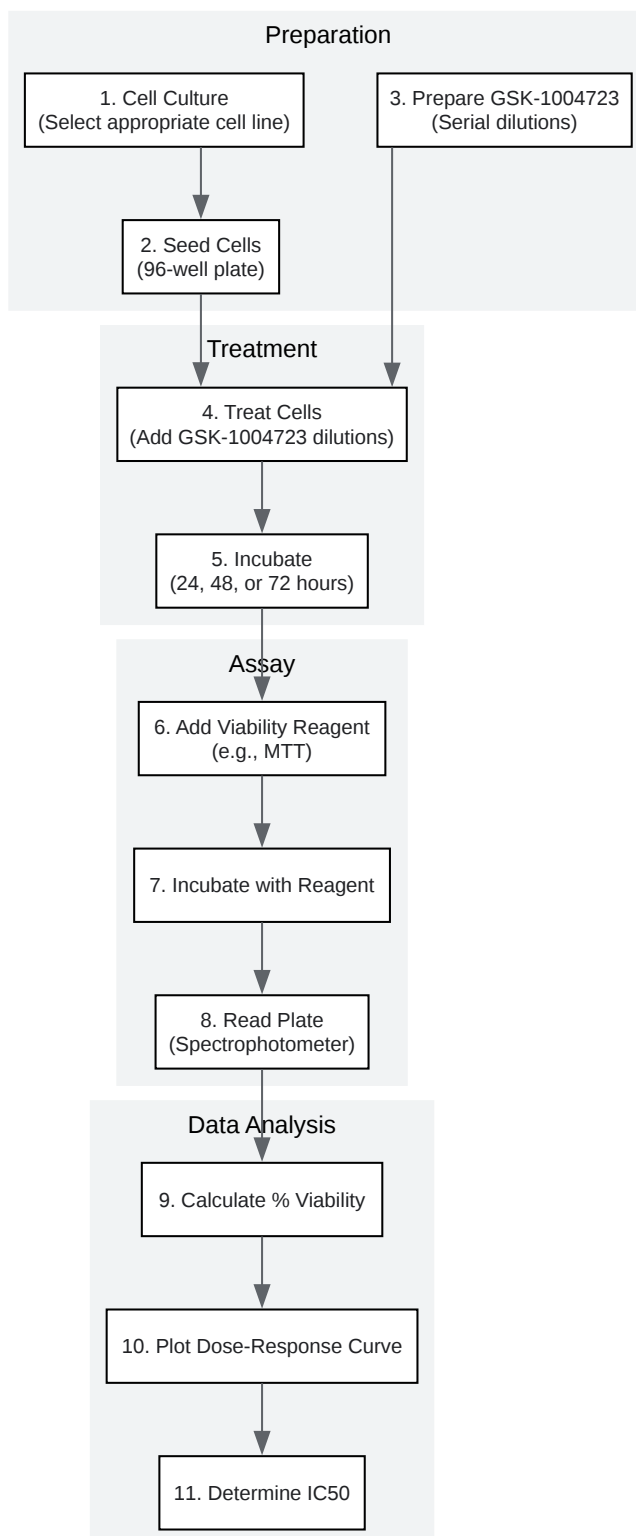 Preparation
1. Cell Culture
(Select appropriate cell line)
3. Prepare GSK-1004723
(Serial dilutions)
2. Seed Cells
(96-well plate)
Treatment
4. Treat Cells
(Add GSK-1004723 dilutions)
5. Incubate
(24, 48, or 72 hours)
Assay
6. Add Viability Reagent
(e.g., MTT)
7. Incubate with Reagent
8. Read Plate
(Spectrophotometer)
Data Analysis
9. Calculate % Viability
10. Plot Dose-Response Curve
11. Determine IC50